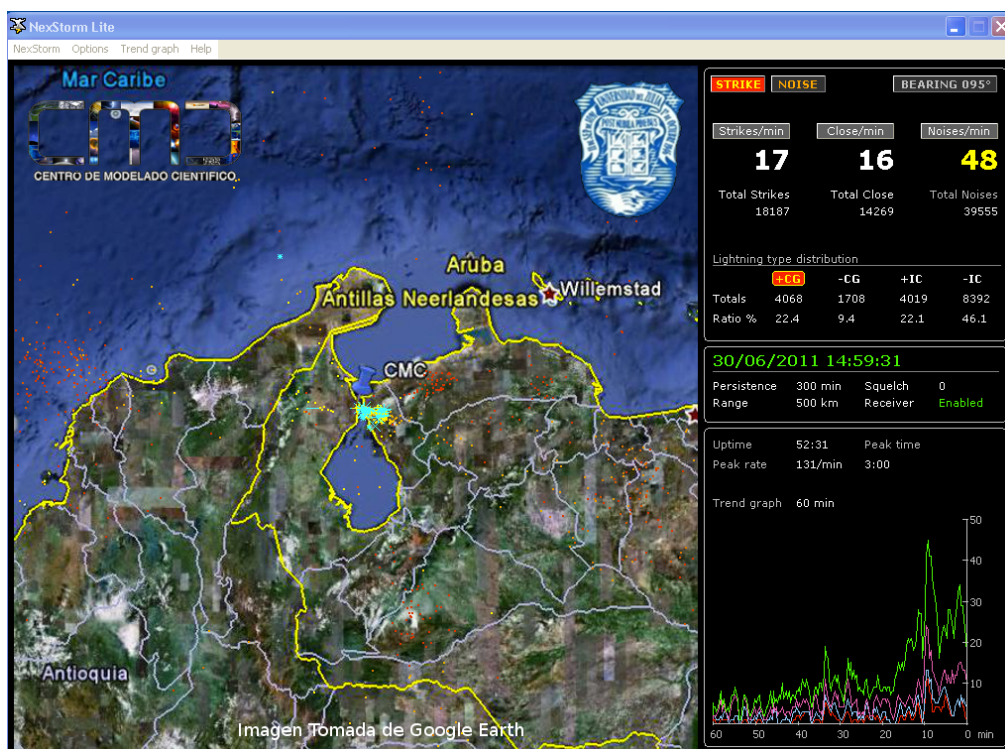 NexStorm Lite
NexStorm Options Trend graph Help
Mar Caribe
CENTRO DE MODELADO CIENTÍFICO.
Aruba
Antillas Neerlandesas
Willemstad
CMC
Antioquia
Imagen Tomada de Google Earth
STRIKE NOISE BEARING 095°
Strikes/min Close/min Noises/min
17 16 48
Total Strikes Total Close Total Noises
18187 14269 39555
Lightning type distribution
+CG -CG +IC -IC
Totals 4068 1708 4019 8392
Ratio % 22.4 9.4 22.1 46.1
30/06/2011 14:59:31
Persistence 300 min Squelch 0
Range 500 km Receiver Enabled
Uptime 52:31 Peak time
Peak rate 131/min 3:00
Trend graph 60 min
50
40
30
20
10
60 50 40 30 20 10 0 min